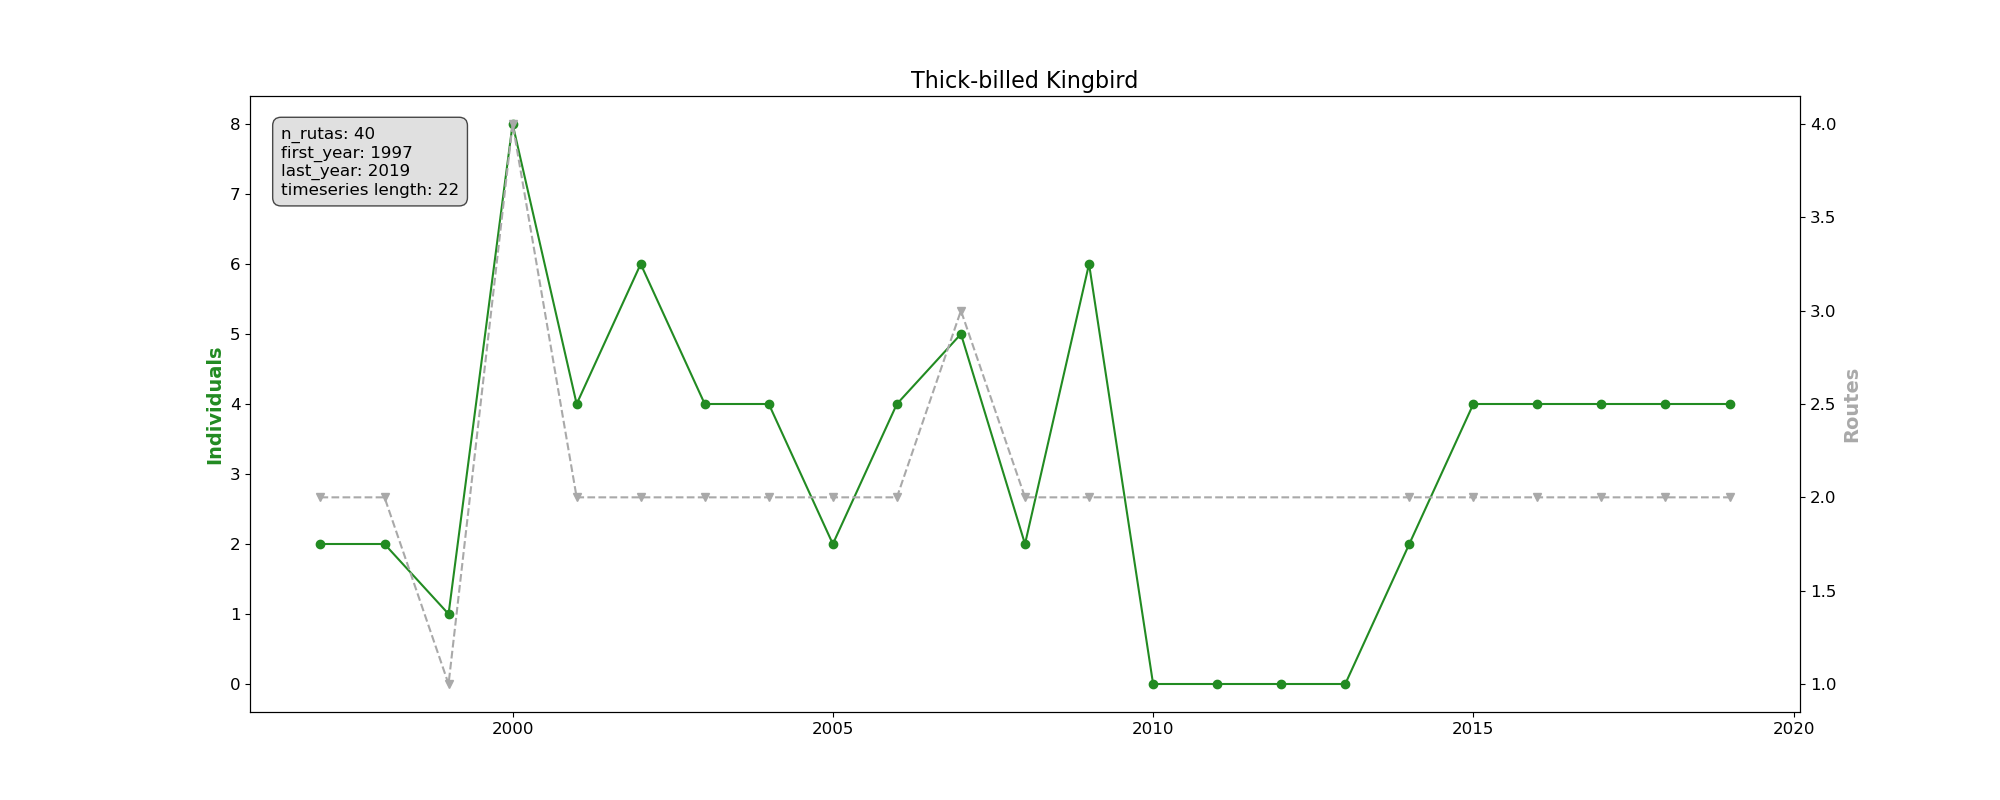 Thick-billed Kingbird
n_rutas: 40
first_year: 1997
last_year: 2019
timeseries length: 22
Individuals
8
7
6
5
4
3
2
1
0
4.0
3.5
3.0
2.5
2.0
1.5
1.0
Routes
2000 2005 2010 2015 2020